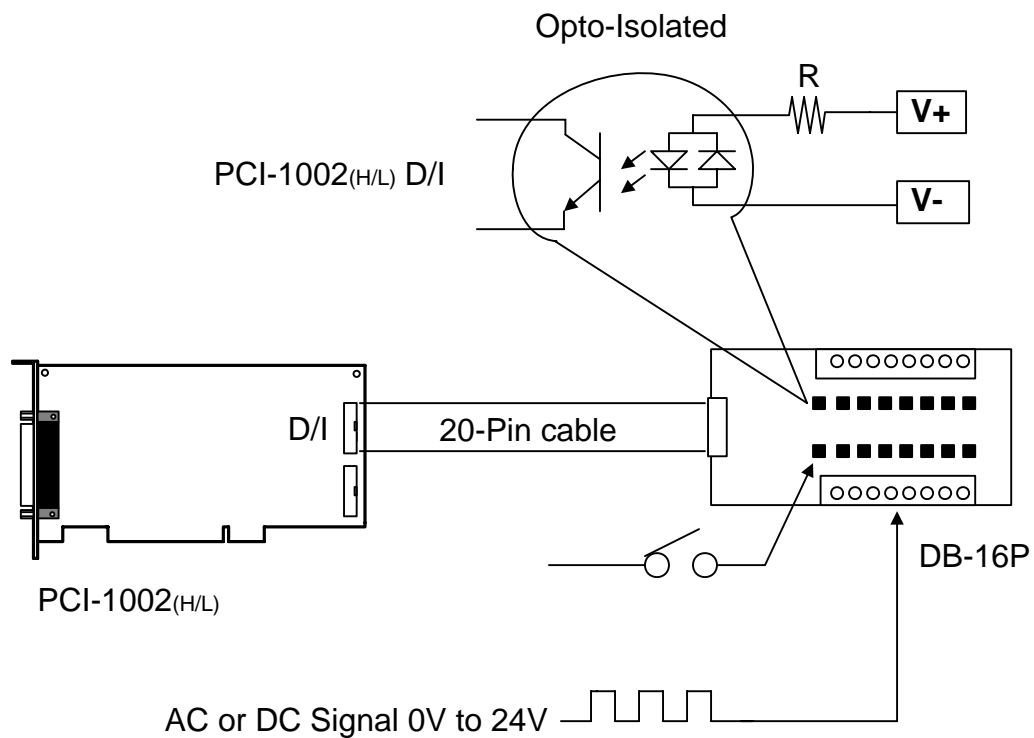 Opto-Isolated
R
V+
PCI-1002(H/L) D/I
V-
D/I
20-Pin cable
DB-16P
PCI-1002(H/L)
AC or DC Signal 0V to 24V